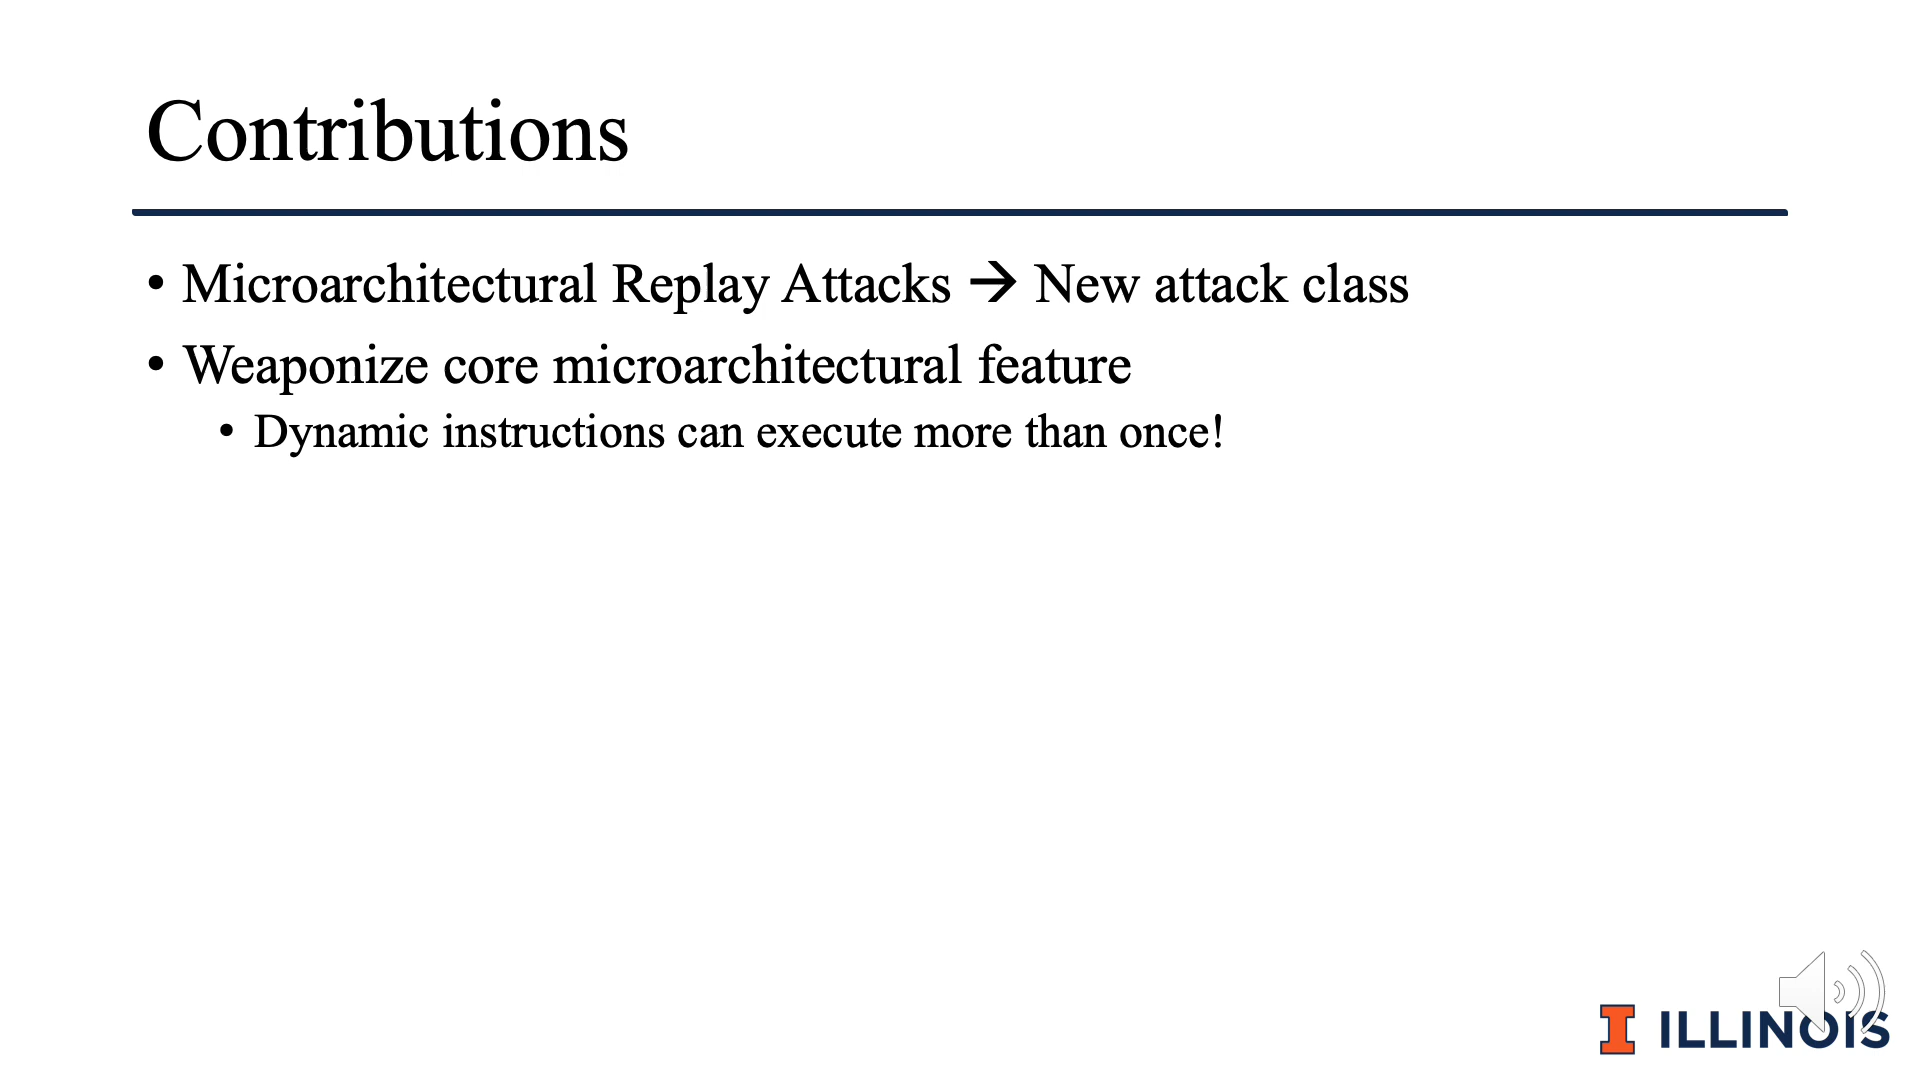 Contributions
• Microarchitectural Replay Attacks → New attack class
• Weaponize core microarchitectural feature
• Dynamic instructions can execute more than once!
I ILLINOIS